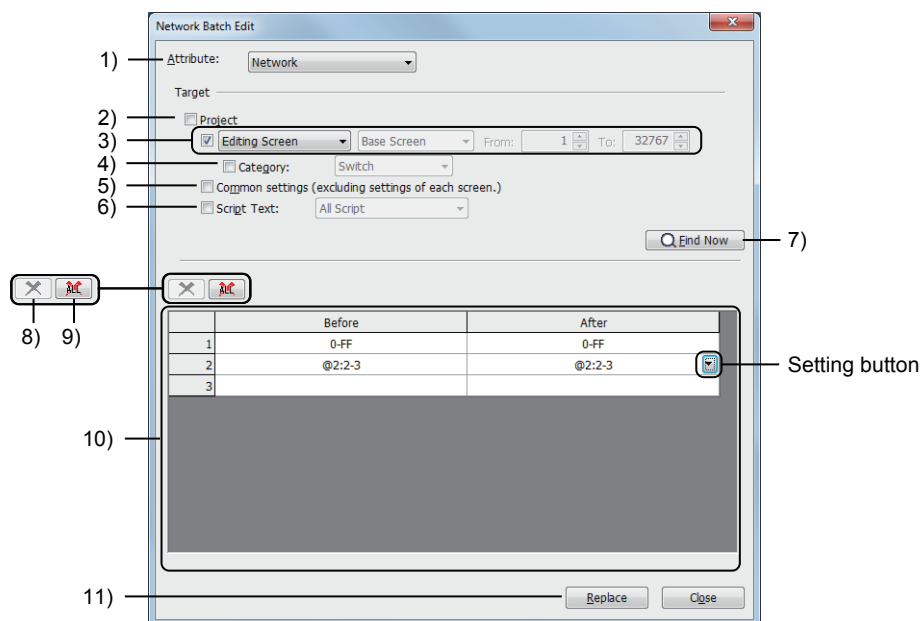 Network Batch Edit
1) Attribute: Network
Target
2) Project
3) Editing Screen Base Screen From: 1 To: 32767
4) Category: Switch
5) Common settings (excluding settings of each screen.)
6) Script Text: All Script
Find Now 7)
ALL ALL
8) 9)
Before After
1 0-FF 0-FF
2 @2:2-3 @2:2-3 Setting button
3
10)
11) Replace Close